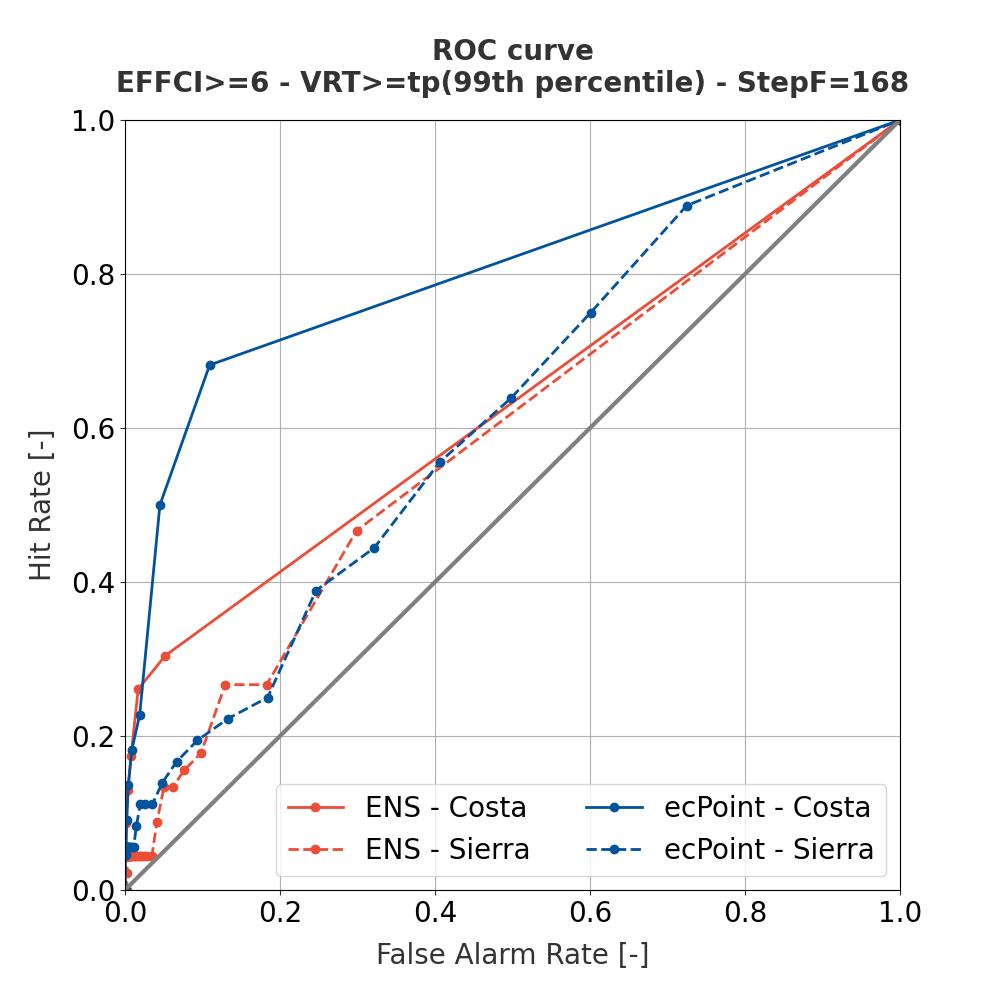 ROC curve
EFFCI>=6 - VRT>=tp(99th percentile) - StepF=168
1.0
0.8
0.6
0.4
0.2
0.0
Hit Rate [-]
ENS - Costa
ecPoint - Costa
ENS - Sierra
ecPoint - Sierra
0.0 0.2 0.4 0.6 0.8 1.0
False Alarm Rate [-]